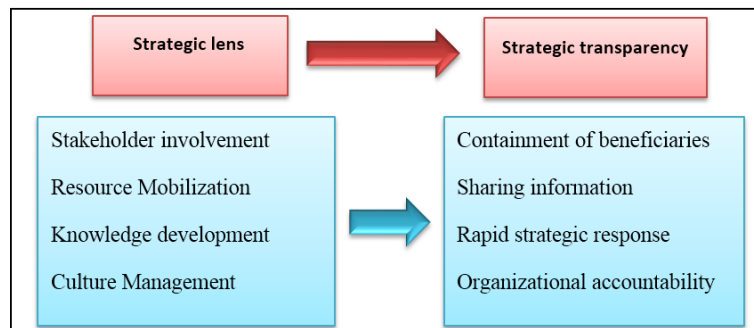 Strategic lens
Strategic transparency
Stakeholder involvement
Resource Mobilization
Knowledge development
Culture Management
Containment of beneficiaries
Sharing information
Rapid strategic response
Organizational accountability